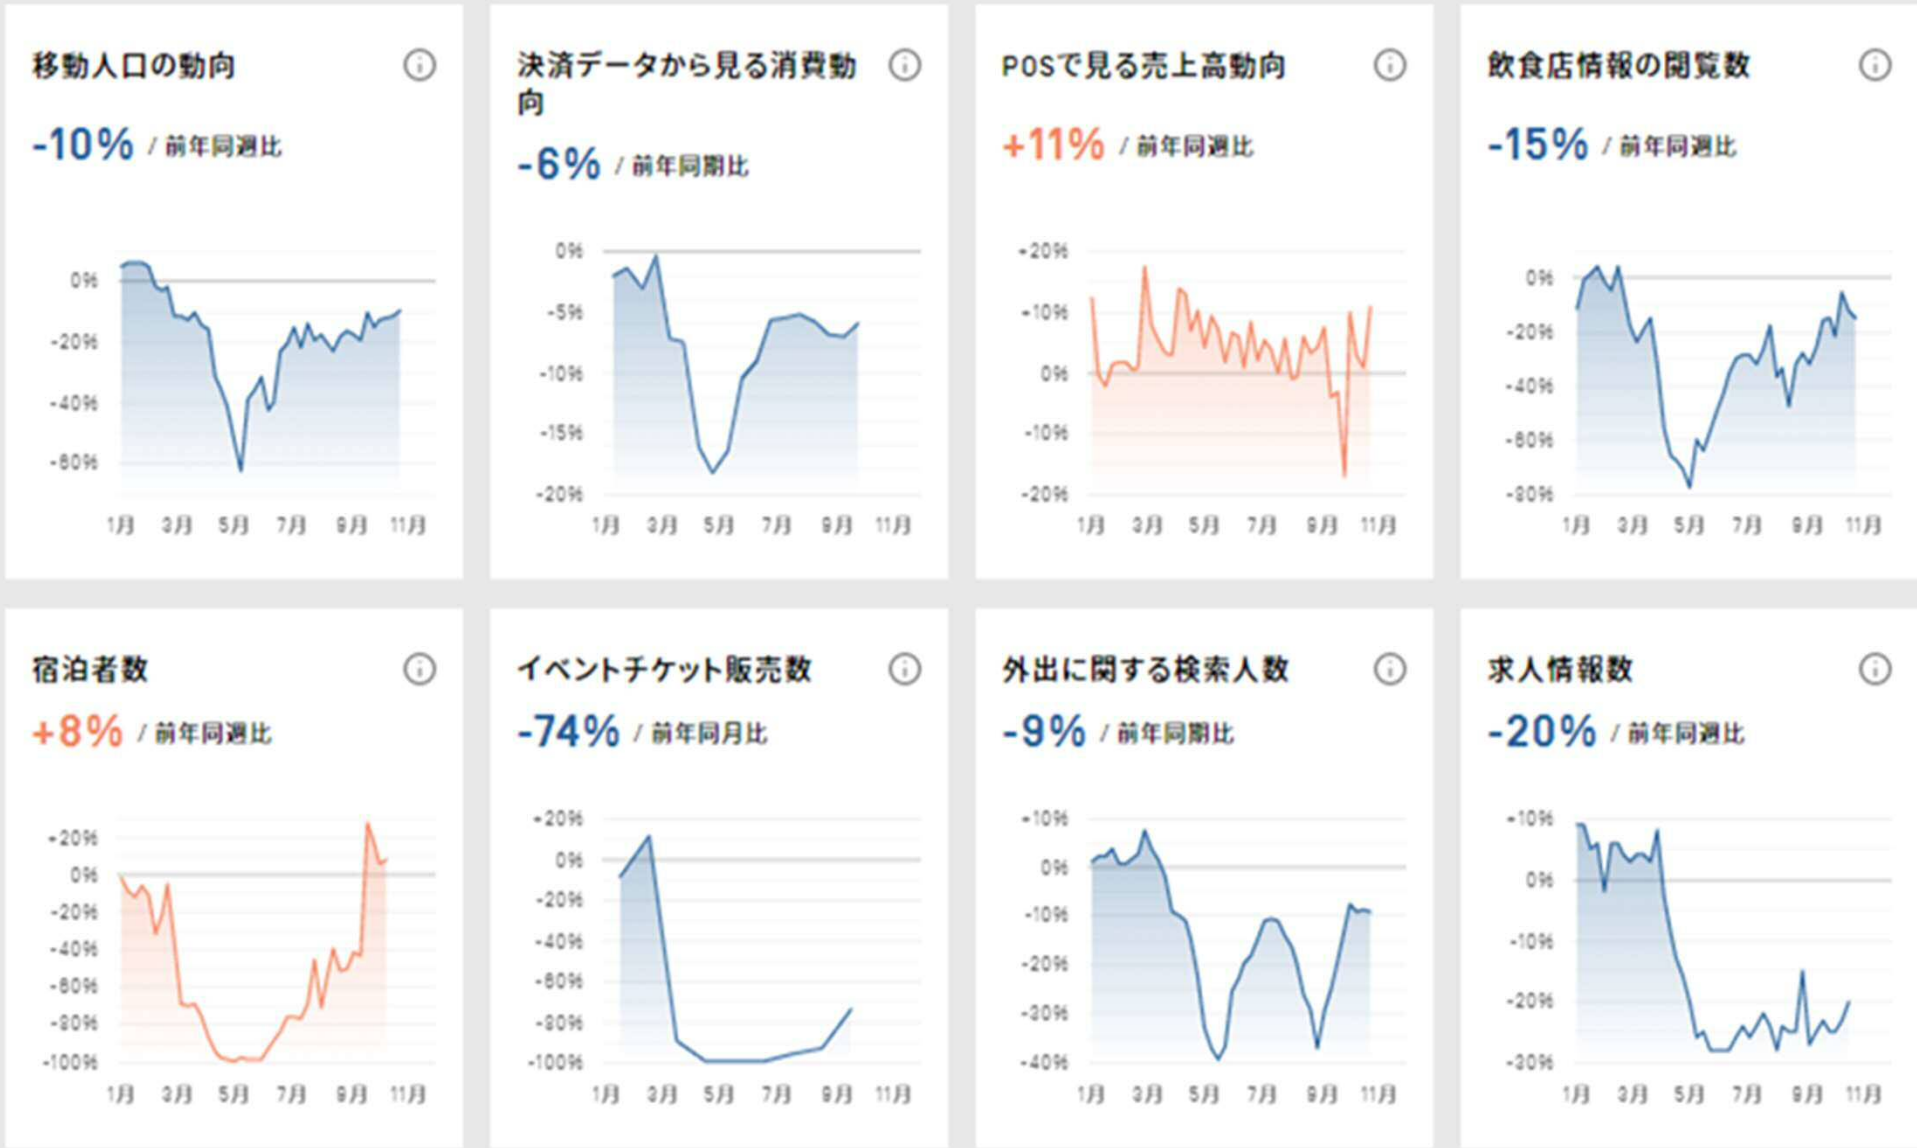 移動人口の動向
-10% / 前年同週比
0%
-20%
-40%
-60%
1月 3月 5月 7月 9月 11月
決済データから見る消費動
向
-6% / 前年同期比
0%
-5%
-10%
-15%
-20%
1月 3月 5月 7月 9月 11月
POSで見る売上高動向
+11% / 前年同週比
+20%
+10%
0%
-10%
-20%
1月 3月 5月 7月 9月 11月
飲食店情報の閲覧数
-15% / 前年同週比
0%
-20%
-40%
-60%
-80%
1月 3月 5月 7月 9月 11月
宿泊者数
+8% / 前年同週比
+20%
0%
-20%
-40%
-60%
-80%
-100%
1月 3月 5月 7月 9月 11月
イベントチケット販売数
-74% / 前年同月比
+20%
0%
-20%
-40%
-60%
-80%
-100%
1月 3月 5月 7月 9月 11月
外出に関する検索人数
-9% / 前年同期比
+10%
0%
-10%
-20%
-30%
-40%
1月 3月 5月 7月 9月 11月
求人情報数
-20% / 前年同週比
+10%
0%
-10%
-20%
-30%
1月 3月 5月 7月 9月 11月